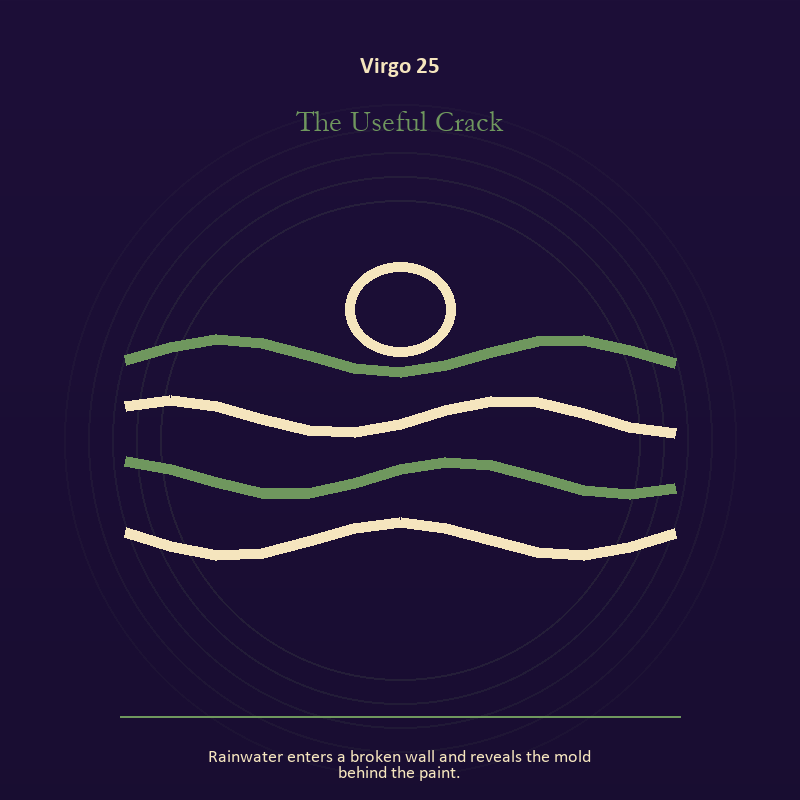 Virgo 25
The Useful Crack
Rainwater enters a broken wall and reveals the mold
behind the paint.